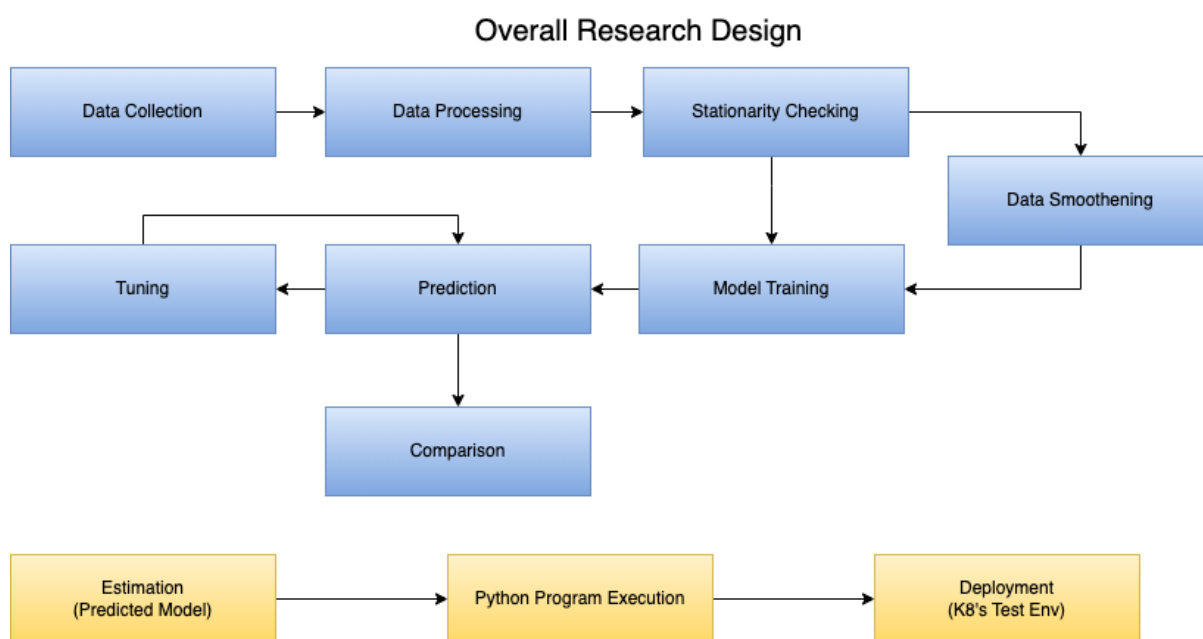 Overall Research Design
Data Collection
Data Processing
Stationarity Checking
Data Smoothening
Tuning
Prediction
Model Training
Comparison
Estimation
(Predicted Model)
Python Program Execution
Deployment
(K8's Test Env)